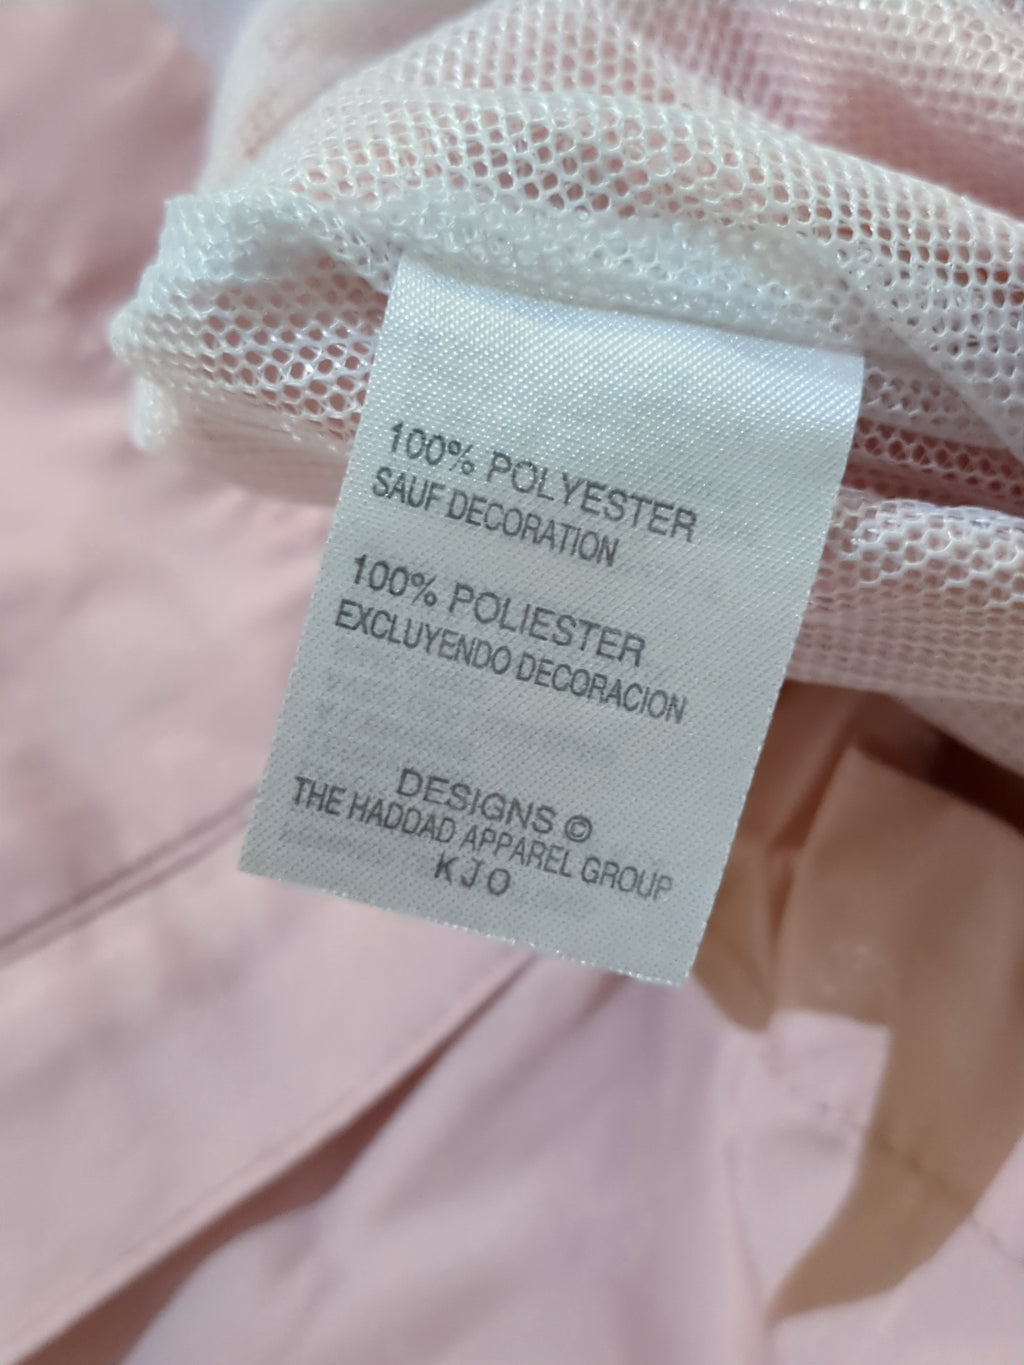 100% POLYESTER
SAUF DECORATION
100% POLIESTER
EXCLUYENDO DECORACION
DESIGNS ©
THE HADDAD APPAREL GROUP
KJO